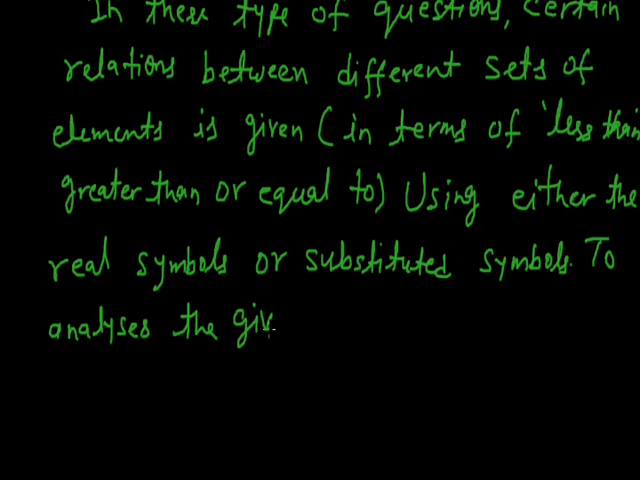 In these type of questions, certain
relations between different sets of
elements is given (in terms of 'less than
greater than or equal to) Using either the
real symbols or substituted symbols. To
analyses the giv